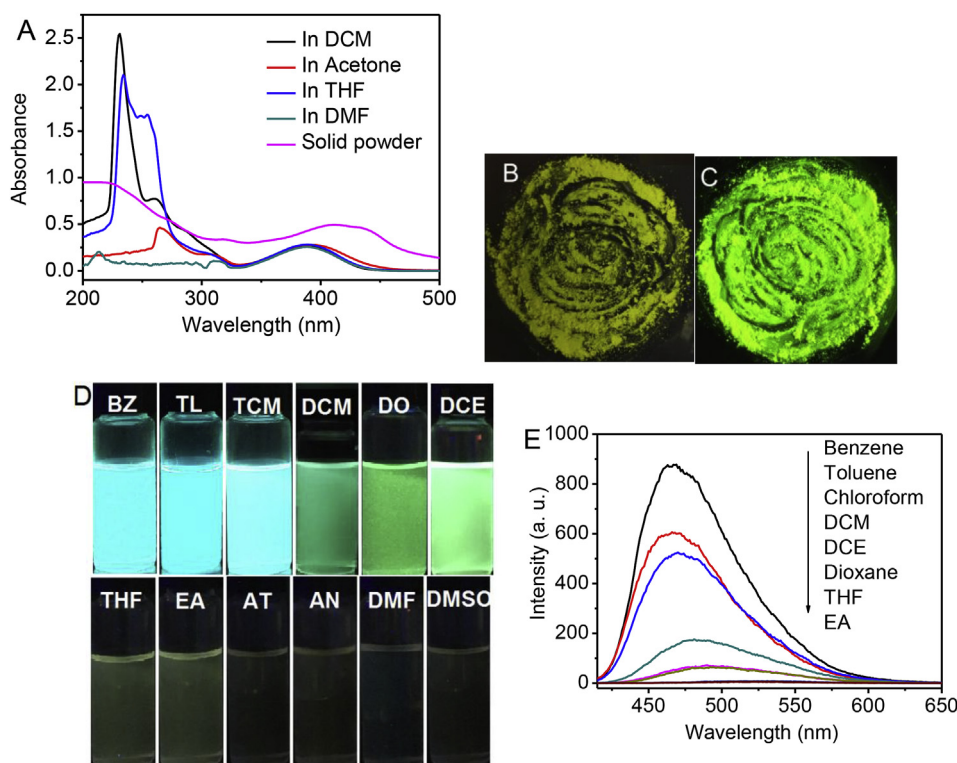 A
2.5
2.0
1.5
1.0
0.5
0.0
Absorbance
200
300
400
500
Wavelength (nm)
In DCM
In Acetone
In THF
In DMF
Solid powder
B
C
D
BZ
TL
TCM
DCM
DO
DCE
THF
EA
AT
AN
DMF
DMSO
E
1000
800
600
400
200
0
Intensity (a. u.)
450
500
550
600
650
Wavelength (nm)
Benzene
Toluene
Chloroform
DCM
DCE
Dioxane
THF
EA